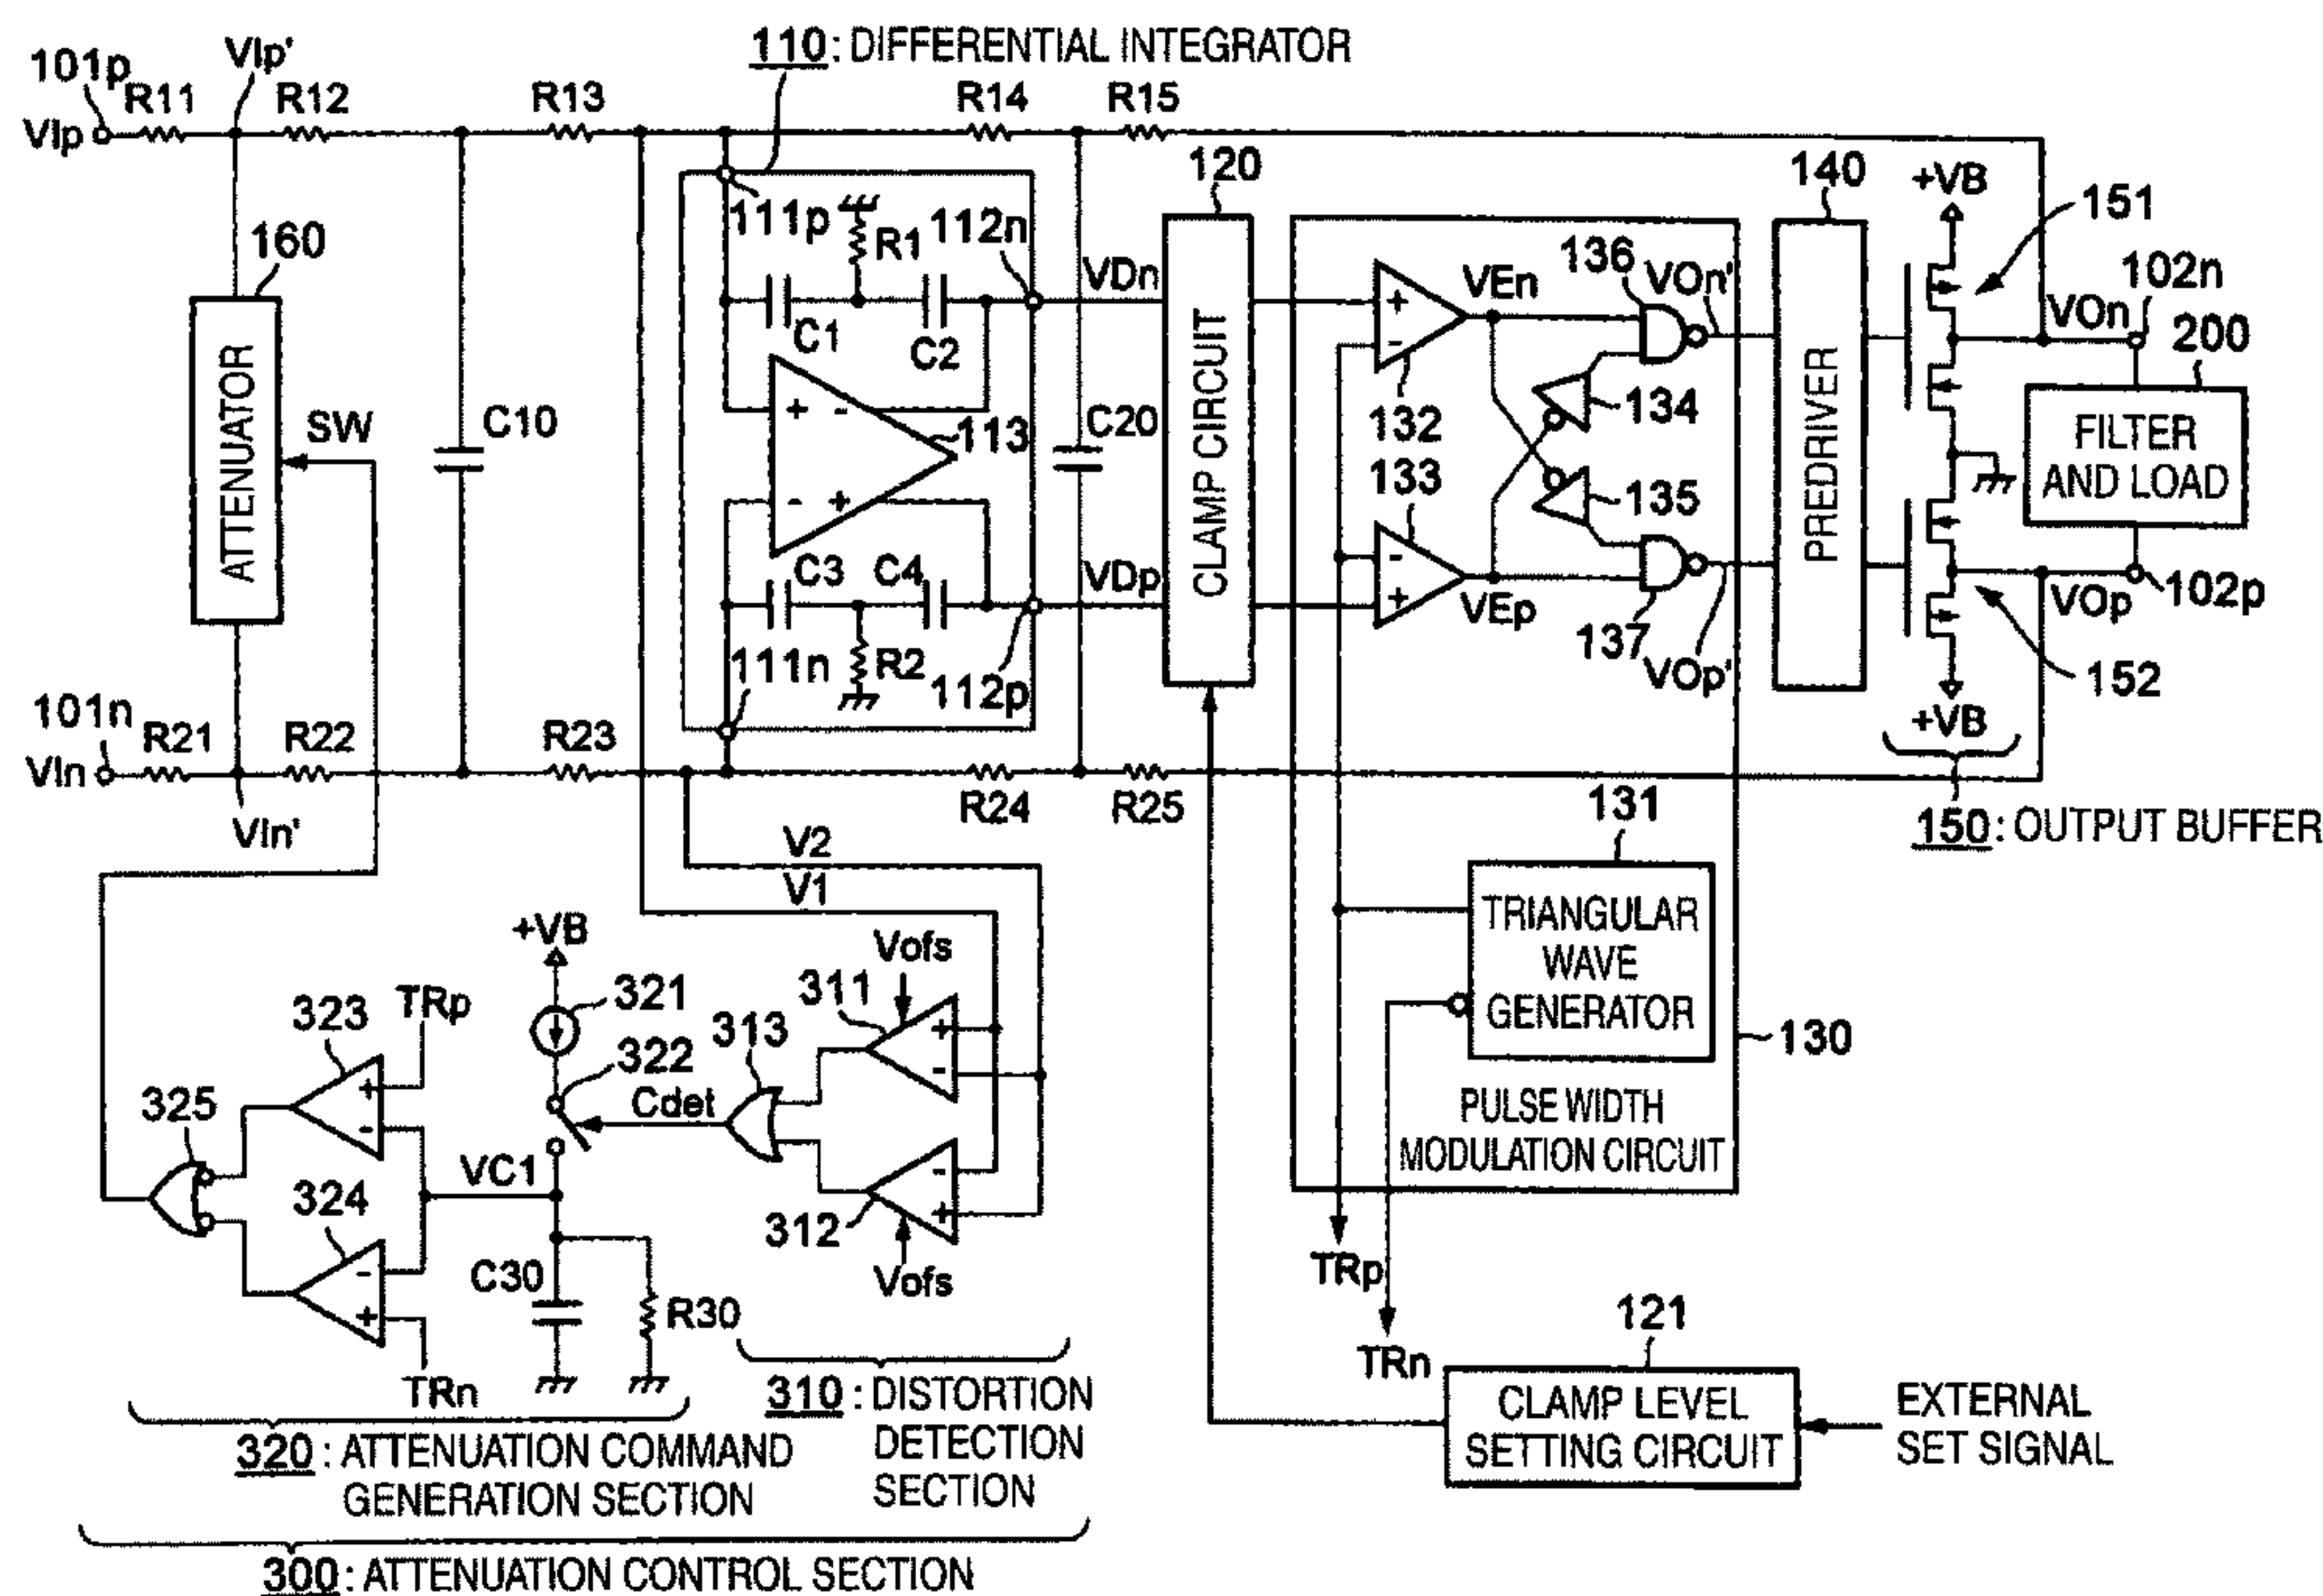 110 : DIFFERENTIAL INTEGRATOR
101p
VIp'
R11
R12
R13
R14
R15
VIp
120
140
+VB
151
111p
R1
112n
160
VDn
136
VOn'
102n
VEn
C1
C2
VOn
200
+
-
ATTENUATOR
SW
C10
+
-
113
C20
CLAMP CIRCUIT
132
134
PREDRIVER
FILTER
AND LOAD
133
135
-
+
C3
C4
VDp
-
+
VEp
VOp
102p
111n
R2
112p
137
VOp'
152
101n
R21
R22
R23
+VB
VIn
VIn'
R24
R25
131
150 : OUTPUT BUFFER
V2
V1
TRIANGULAR
WAVE
GENERATOR
+VB
Vofs
323
TRp
321
311
313
322
+
-
130
325
+
-
Cdet
PULSE WIDTH
MODULATION CIRCUIT
VC1
324
-
+
312
C30
Vofs
TRp
-
+
R30
121
TRn
TRn
310 : DISTORTION
DETECTION
SECTION
CLAMP LEVEL
SETTING CIRCUIT
EXTERNAL
SET SIGNAL
320 : ATTENUATION COMMAND
GENERATION SECTION
300 : ATTENUATION CONTROL SECTION